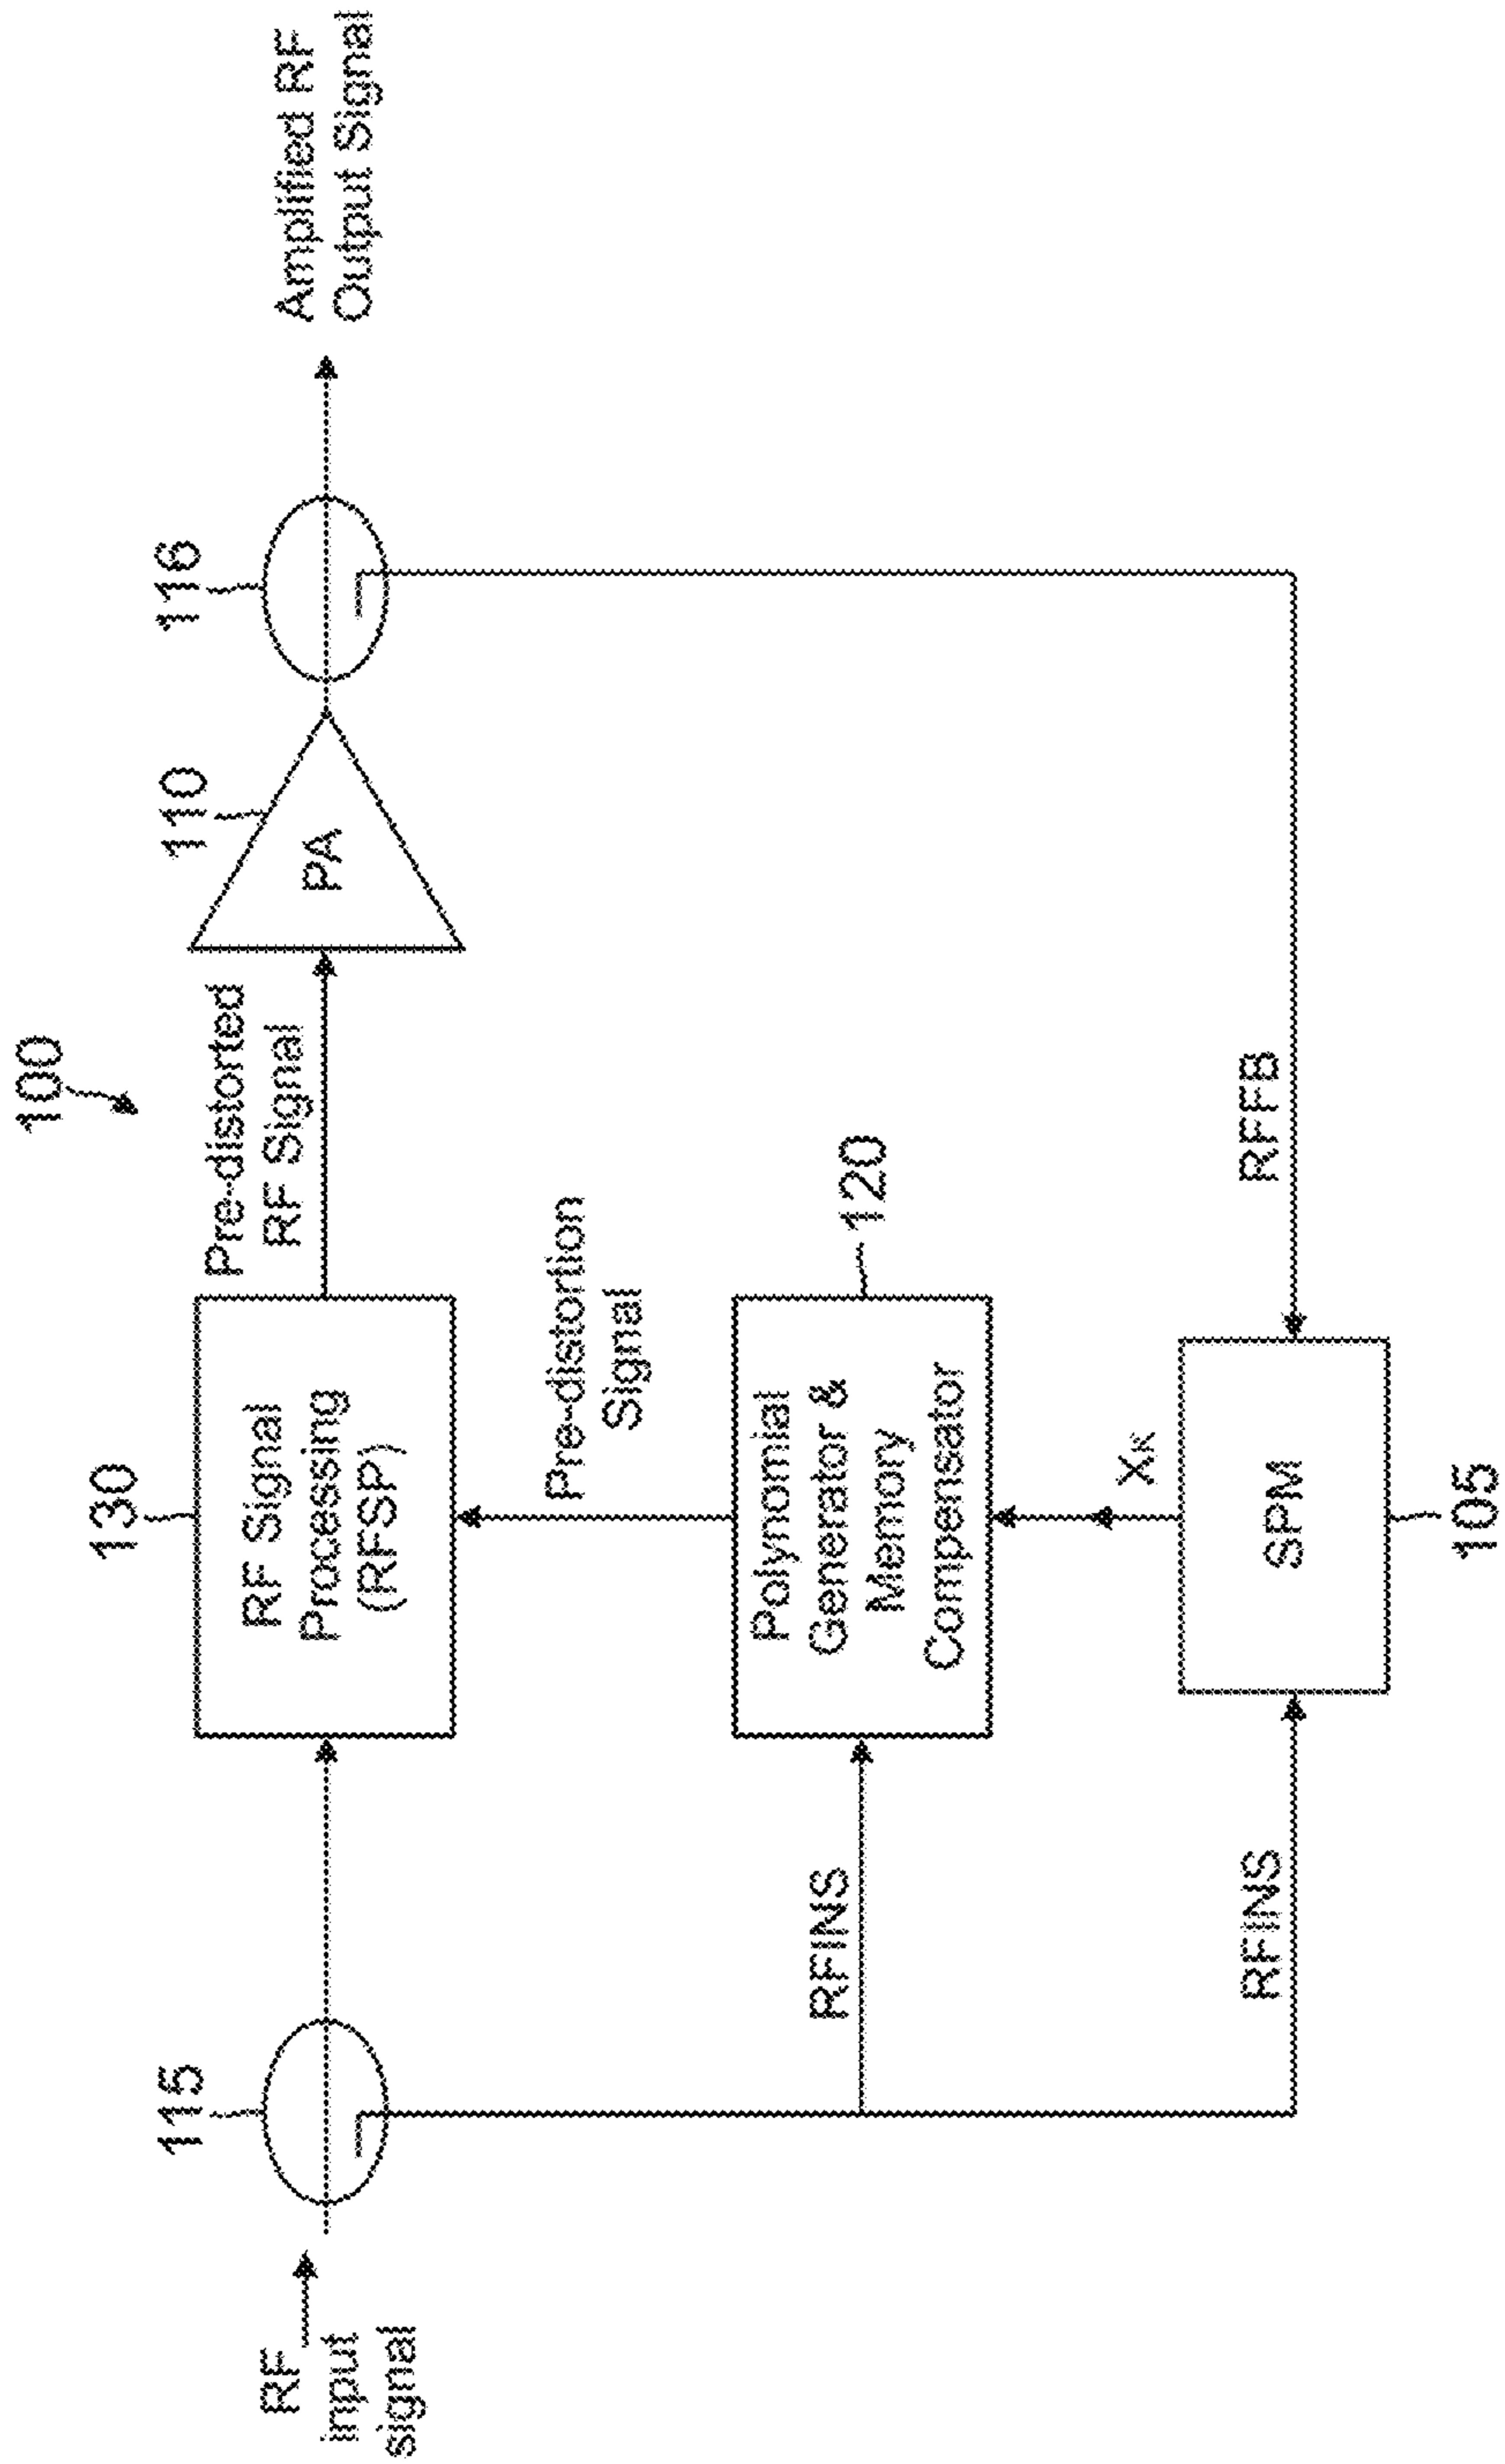 100
RF
input
signal
115
130
RF Signal
Processing
(RFSP)
Pre-distorted
RF Signal
110
PA
116
Amplified RF
Output Signal
Pre-distortion
Signal
RFINS
Polynomial
Generator &
Memory
Compensator
120
XK
RFINS
SPM
105
RFFB